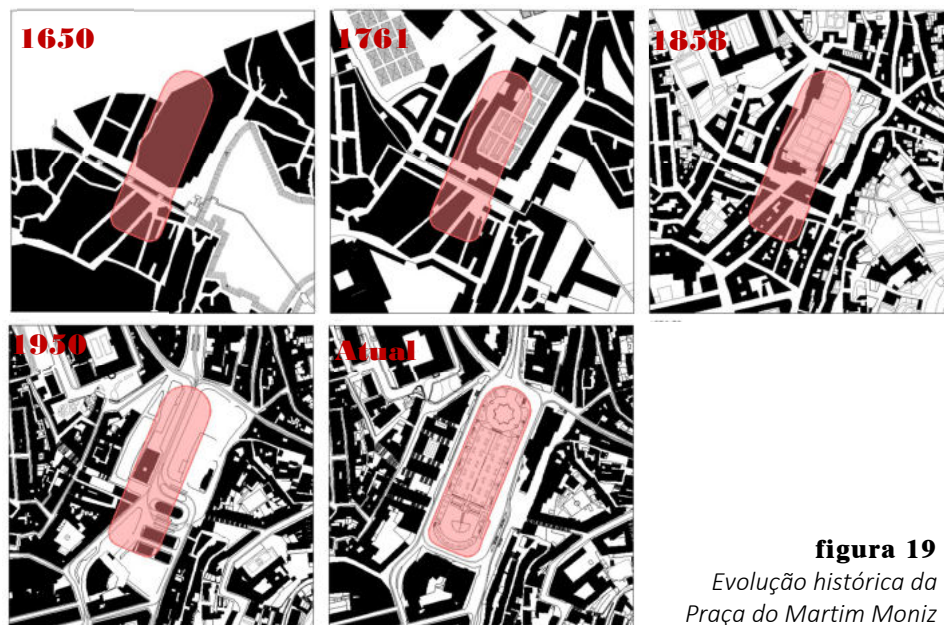 1650
1761
1858
1950
Atual
figura 19
Evolução histórica da
Praça do Martim Moniz